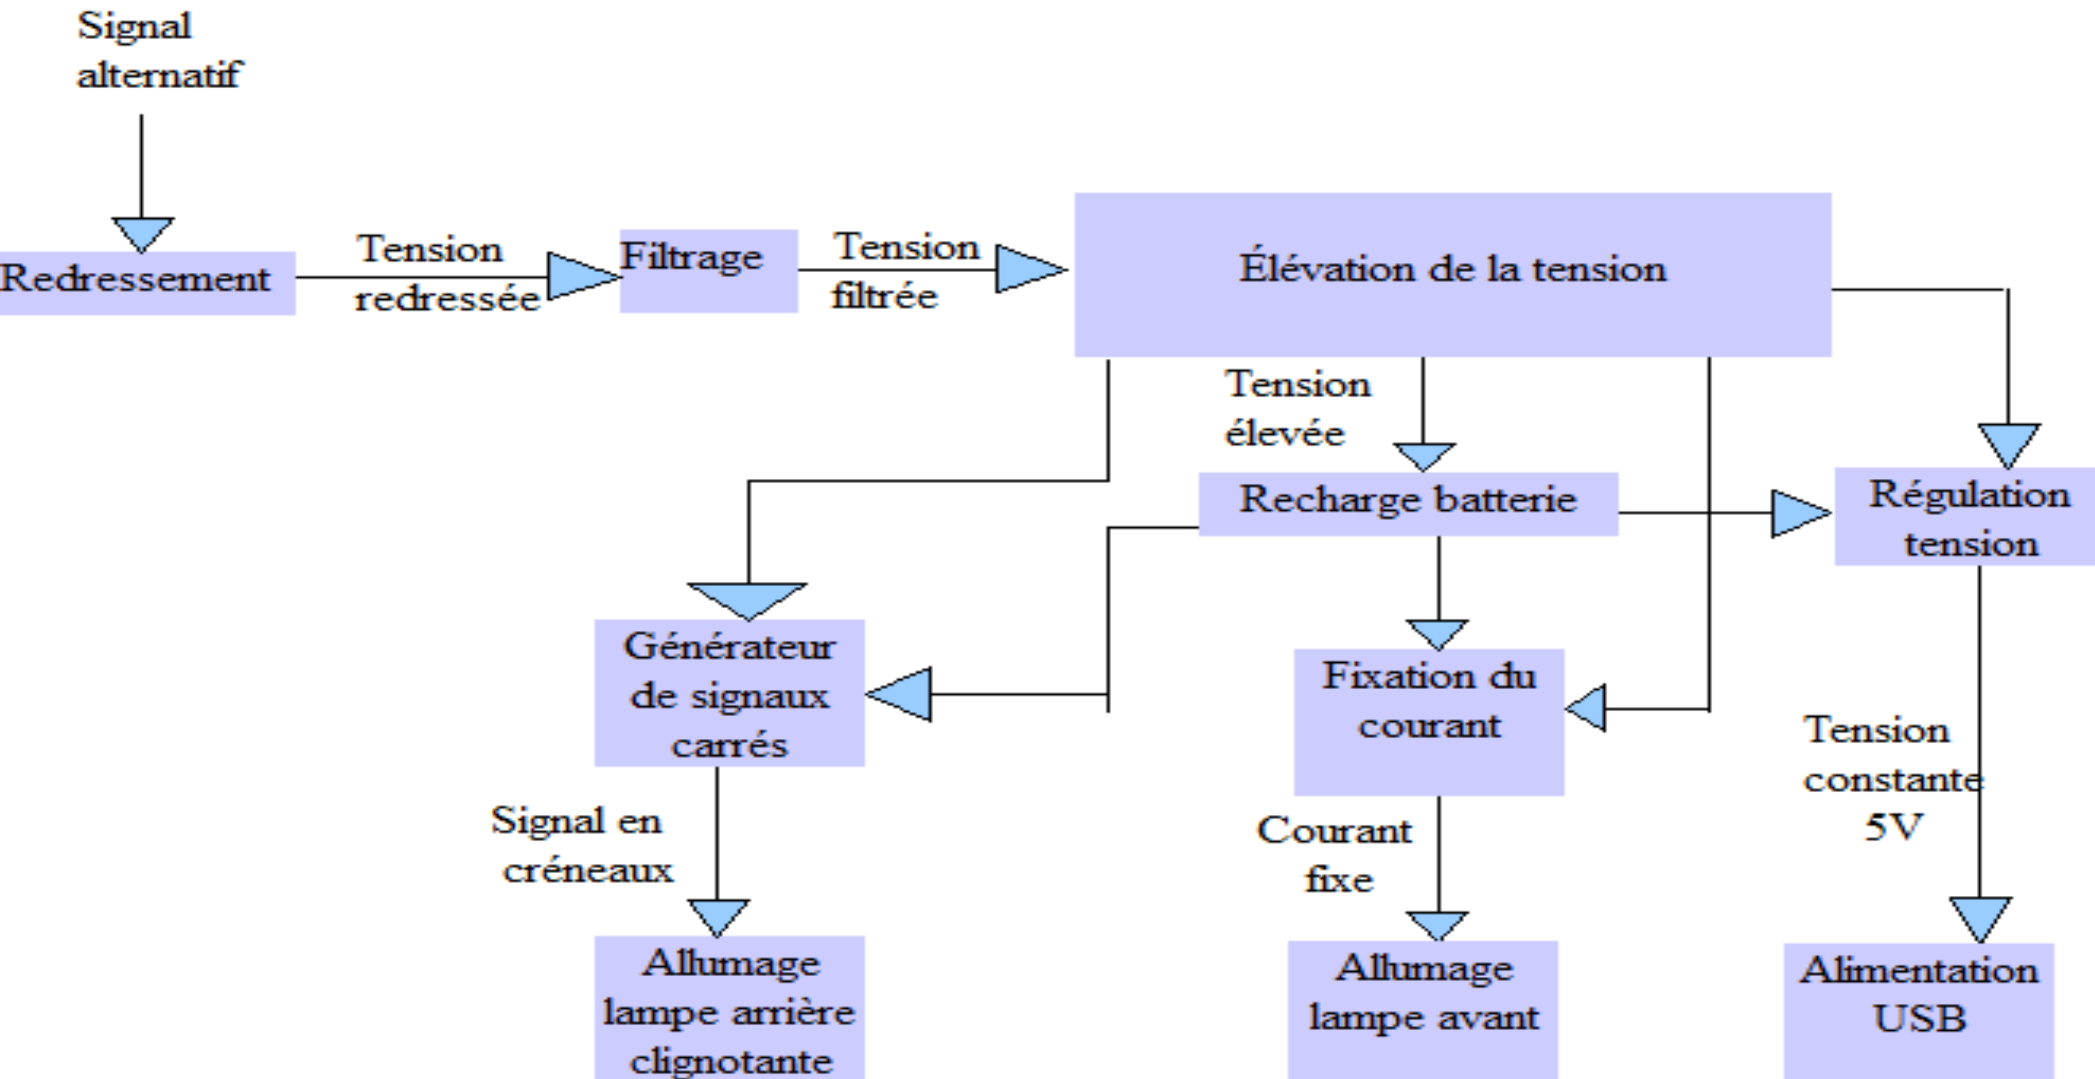 Signal
alternatif
Redressement
Tension
redressée
Filtrage
Tension
filtrée
Élévation de la tension
Tension
élevée
Recharge batterie
Régulation
tension
Générateur
de signaux
carrés
Fixation du
courant
Tension
constante
5V
Signal en
créneaux
Courant
fixe
Allumage
lampe arrière
clignotante
Allumage
lampe avant
Alimentation
USB